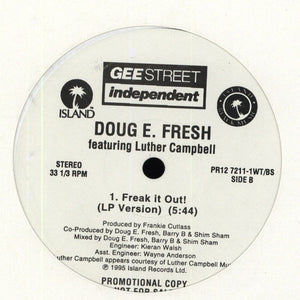 GEE STREET
independent
ISLAND
DOUG E. FRESH
featuring Luther Campbell
STEREO
33 1/3 RPM
PR12 7211-1WT/BS
SIDE B
1. Freak it Out!
(LP Version) (5:44)
Produced by Frankie Cutlass
Co-Produced by Doug E. Fresh, Barry B & Shim Sham
Mixed by Doug E. Fresh, Barry B & Shim Sham
Engineer: Kieran Walsh
Asst. Engineer: Wayne Anderson
Luther Campbell appears courtesy of Luther Campbell Mu
℗ 1995 Island Records Ltd.
PROMOTIONAL COPY
NOT FOR SALE